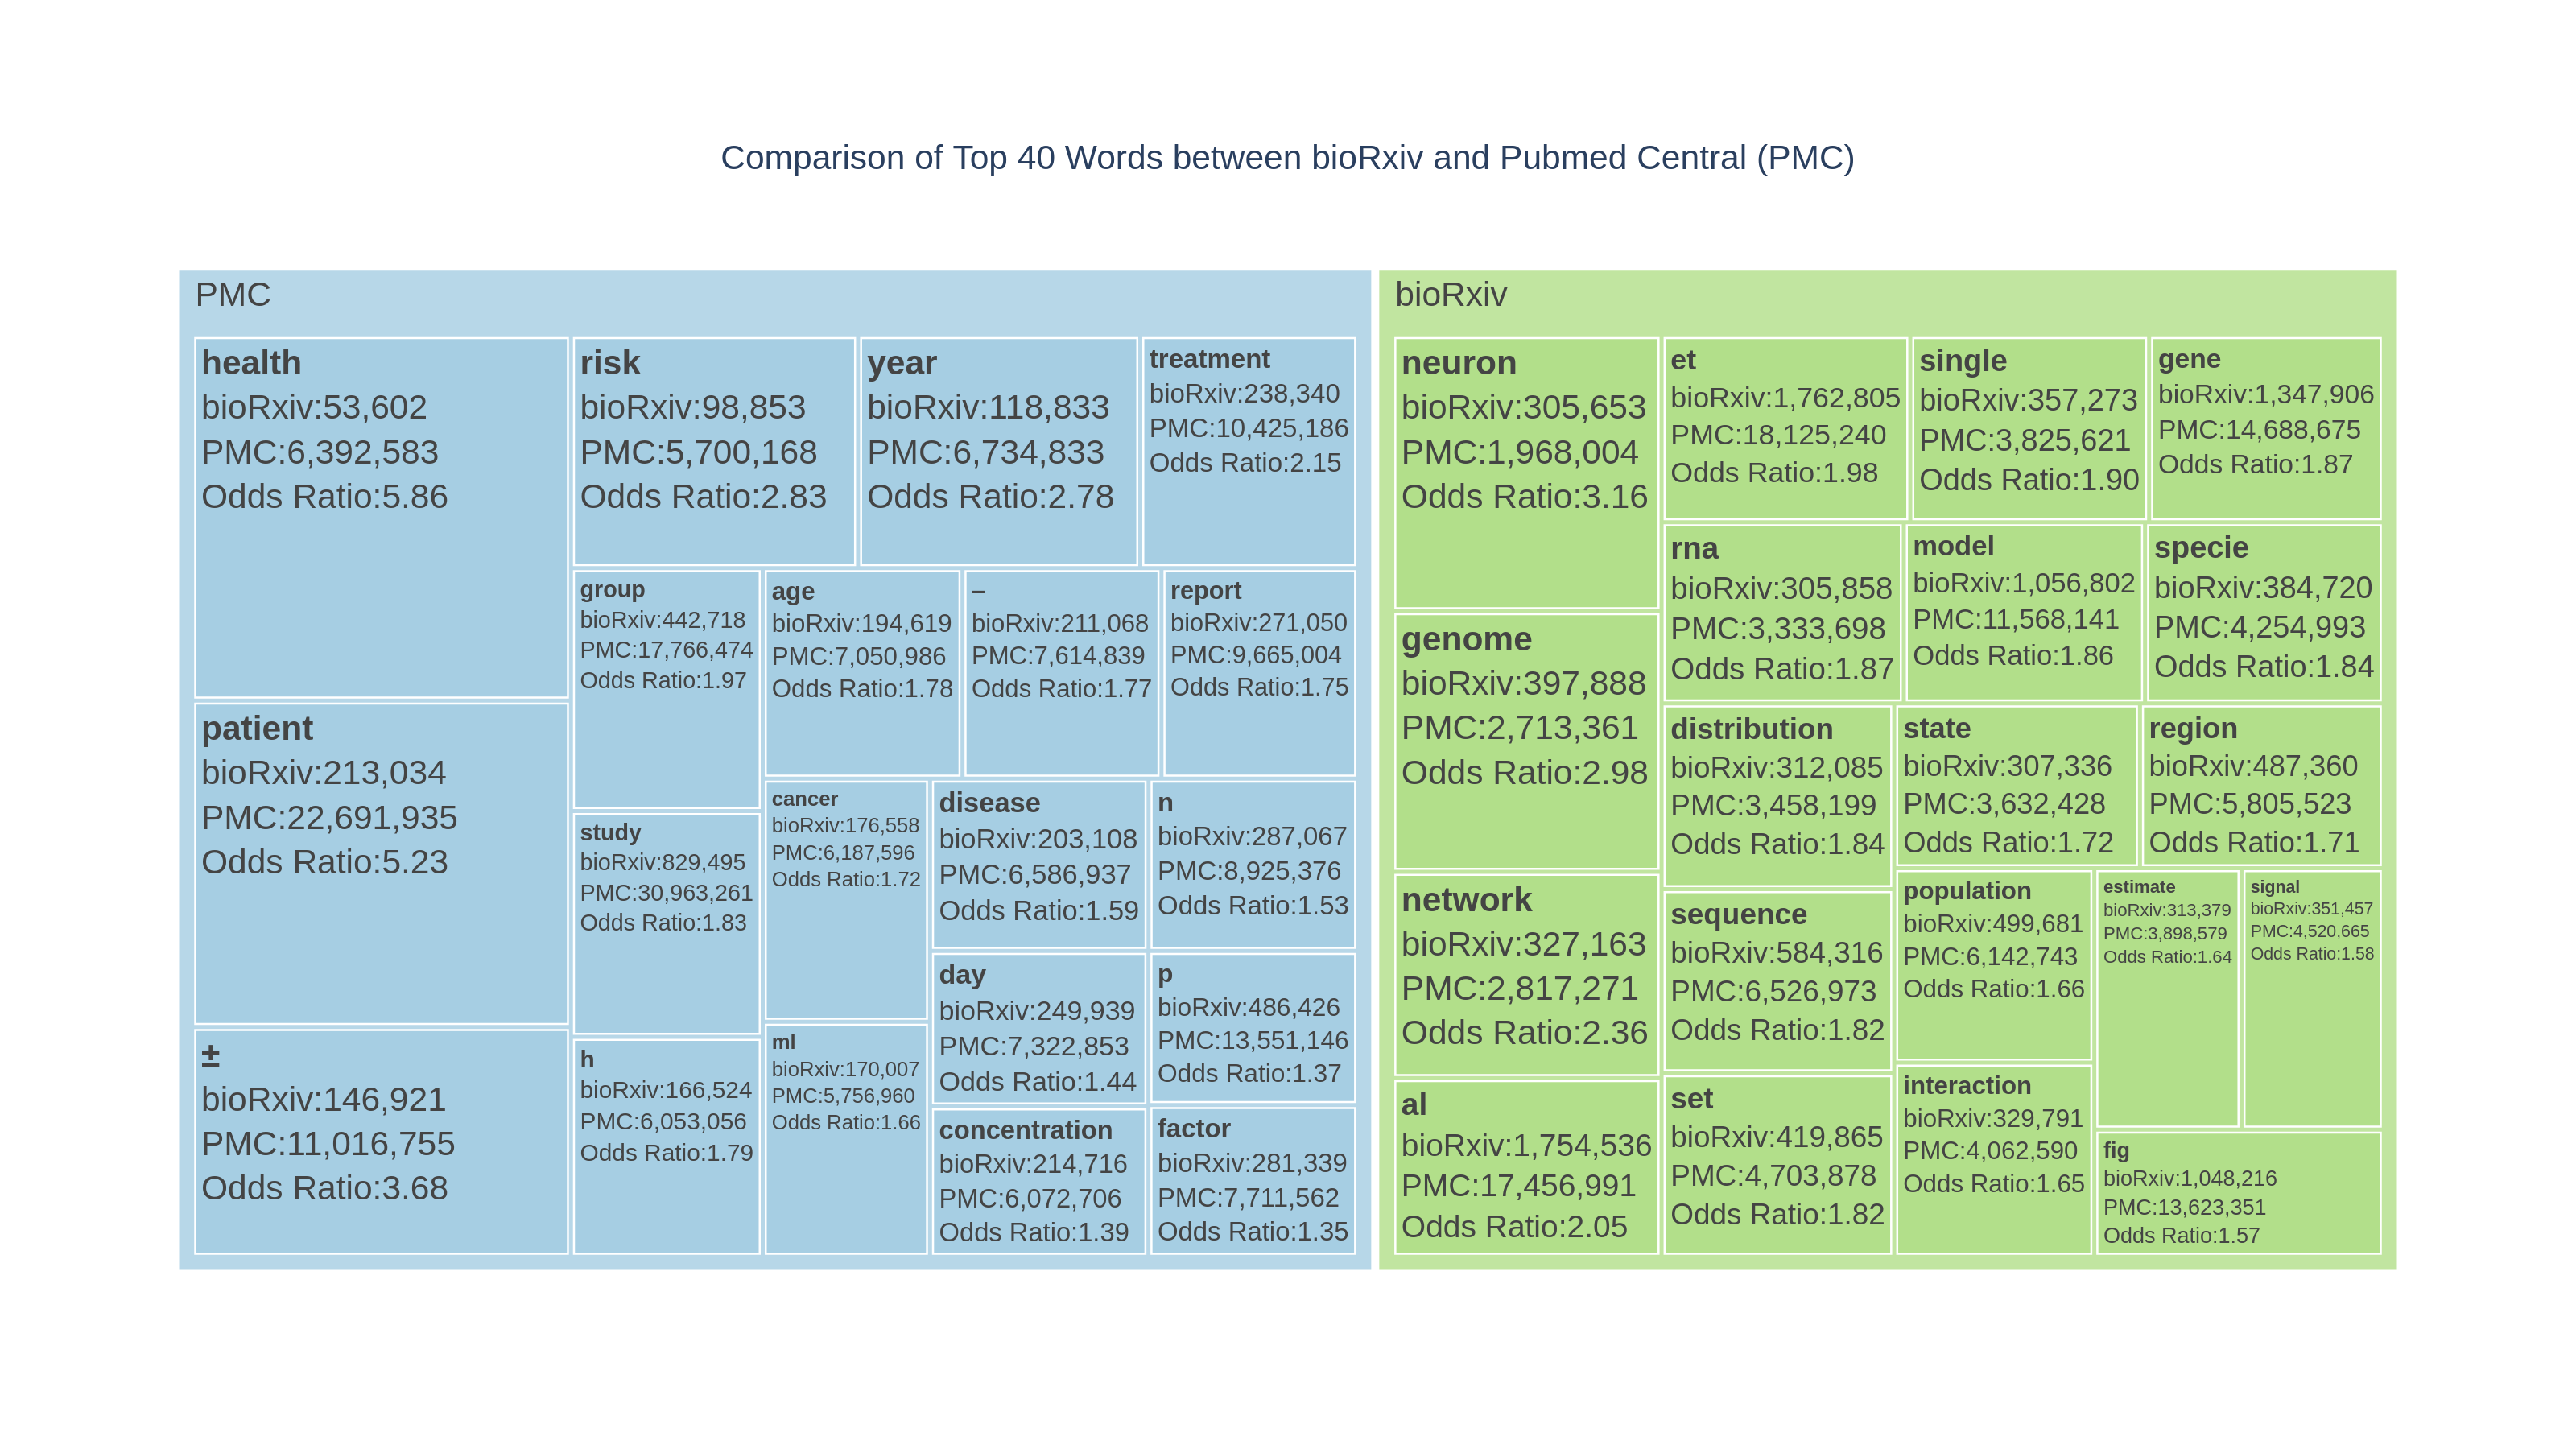 Comparison of Top 40 Words between bioRxiv and Pubmed Central (PMC)
PMC
health
bioRxiv:53,602
PMC:6,392,583
Odds Ratio:5.86
patient
bioRxiv:213,034
PMC:22,691,935
Odds Ratio:5.23
±
bioRxiv:146,921
PMC:11,016,755
Odds Ratio:3.68
risk
bioRxiv:98,853
PMC:5,700,168
Odds Ratio:2.83
year
bioRxiv:118,833
PMC:6,734,833
Odds Ratio:2.78
treatment
bioRxiv:238,340
PMC:10,425,186
Odds Ratio:2.15
group
bioRxiv:442,718
PMC:17,766,474
Odds Ratio:1.97
study
bioRxiv:829,495
PMC:30,963,261
Odds Ratio:1.83
h
bioRxiv:166,524
PMC:6,053,056
Odds Ratio:1.79
age
bioRxiv:194,619
PMC:7,050,986
Odds Ratio:1.78
–
bioRxiv:211,068
PMC:7,614,839
Odds Ratio:1.77
report
bioRxiv:271,050
PMC:9,665,004
Odds Ratio:1.75
cancer
bioRxiv:176,558
PMC:6,187,596
Odds Ratio:1.72
ml
bioRxiv:170,007
PMC:5,756,960
Odds Ratio:1.66
disease
bioRxiv:203,108
PMC:6,586,937
Odds Ratio:1.59
n
bioRxiv:287,067
PMC:8,925,376
Odds Ratio:1.53
day
bioRxiv:249,939
PMC:7,322,853
Odds Ratio:1.44
p
bioRxiv:486,426
PMC:13,551,146
Odds Ratio:1.37
concentration
bioRxiv:214,716
PMC:6,072,706
Odds Ratio:1.39
factor
bioRxiv:281,339
PMC:7,711,562
Odds Ratio:1.35
bioRxiv
neuron
bioRxiv:305,653
PMC:1,968,004
Odds Ratio:3.16
genome
bioRxiv:397,888
PMC:2,713,361
Odds Ratio:2.98
network
bioRxiv:327,163
PMC:2,817,271
Odds Ratio:2.36
al
bioRxiv:1,754,536
PMC:17,456,991
Odds Ratio:2.05
et
bioRxiv:1,762,805
PMC:18,125,240
Odds Ratio:1.98
single
bioRxiv:357,273
PMC:3,825,621
Odds Ratio:1.90
gene
bioRxiv:1,347,906
PMC:14,688,675
Odds Ratio:1.87
rna
bioRxiv:305,858
PMC:3,333,698
Odds Ratio:1.87
model
bioRxiv:1,056,802
PMC:11,568,141
Odds Ratio:1.86
specie
bioRxiv:384,720
PMC:4,254,993
Odds Ratio:1.84
distribution
bioRxiv:312,085
PMC:3,458,199
Odds Ratio:1.84
sequence
bioRxiv:584,316
PMC:6,526,973
Odds Ratio:1.82
set
bioRxiv:419,865
PMC:4,703,878
Odds Ratio:1.82
state
bioRxiv:307,336
PMC:3,632,428
Odds Ratio:1.72
region
bioRxiv:487,360
PMC:5,805,523
Odds Ratio:1.71
population
bioRxiv:499,681
PMC:6,142,743
Odds Ratio:1.66
interaction
bioRxiv:329,791
PMC:4,062,590
Odds Ratio:1.65
estimate
bioRxiv:313,379
PMC:3,898,579
Odds Ratio:1.64
signal
bioRxiv:351,457
PMC:4,520,665
Odds Ratio:1.58
fig
bioRxiv:1,048,216
PMC:13,623,351
Odds Ratio:1.57